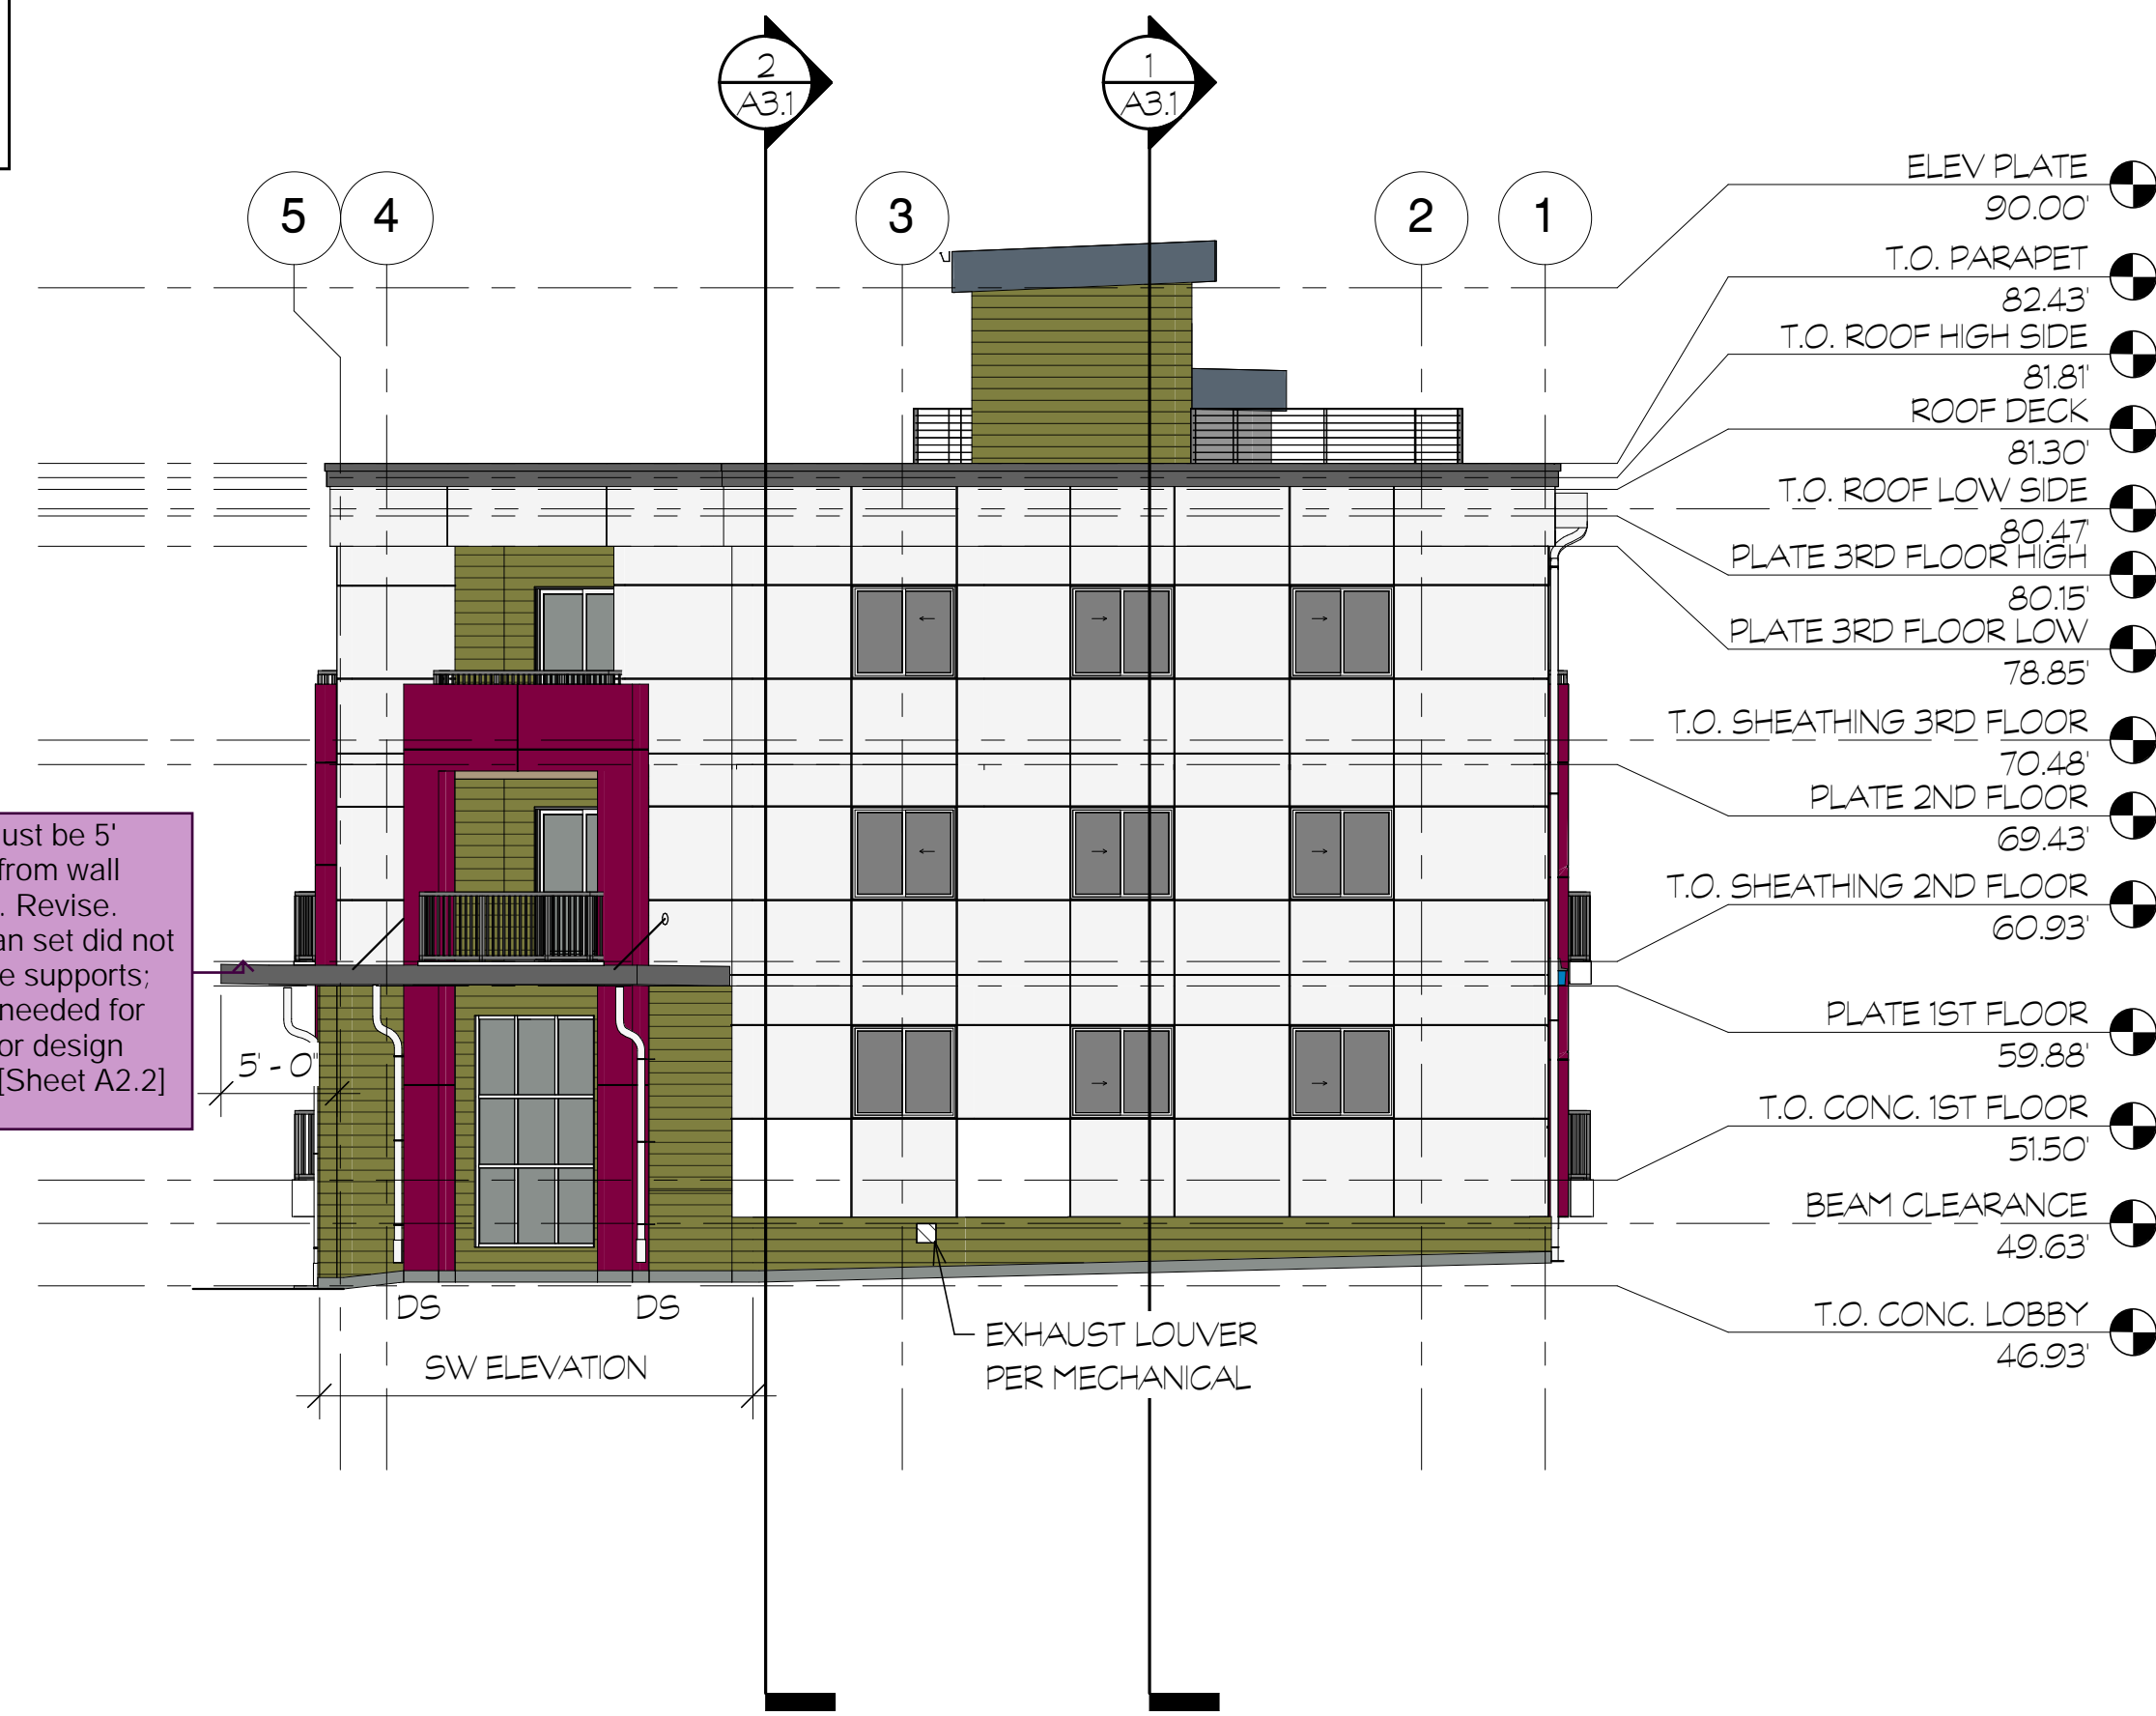 2
A3.1
1
A3.1
5
4
3
2
1
ELEV PLATE
90.00'
T.O. PARAPET
82.43'
T.O. ROOF HIGH SIDE
81.81'
ROOF DECK
81.30'
T.O. ROOF LOW SIDE
80.47'
PLATE 3RD FLOOR HIGH
80.15'
PLATE 3RD FLOOR LOW
78.85'
T.O. SHEATHING 3RD FLOOR
70.48'
PLATE 2ND FLOOR
69.43'
T.O. SHEATHING 2ND FLOOR
60.93'
PLATE 1ST FLOOR
59.88'
T.O. CONC. 1ST FLOOR
51.50'
BEAM CLEARANCE
49.63'
T.O. CONC. LOBBY
46.93'
ust be 5'
from wall
. Revise.
an set did not
e supports;
needed for
or design
[Sheet A2.2]
5' - 0"
DS
DS
SW ELEVATION
EXHAUST LOUVER
PER MECHANICAL